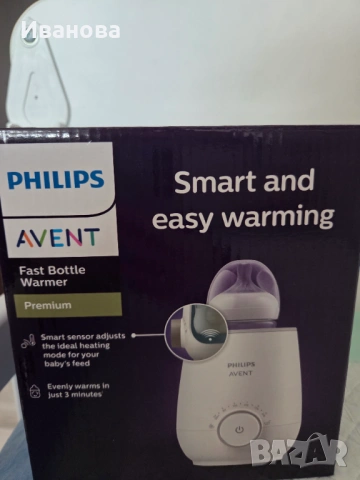 Иванова
PHILIPS
AVENT
Fast Bottle
Warmer
Premium
Smart sensor adjusts
the ideal heating
mode for your
baby's feed
Evenly warms in
just 3 minutes
Smart and
easy warming
PHILIPS
AVENT
BAZAR